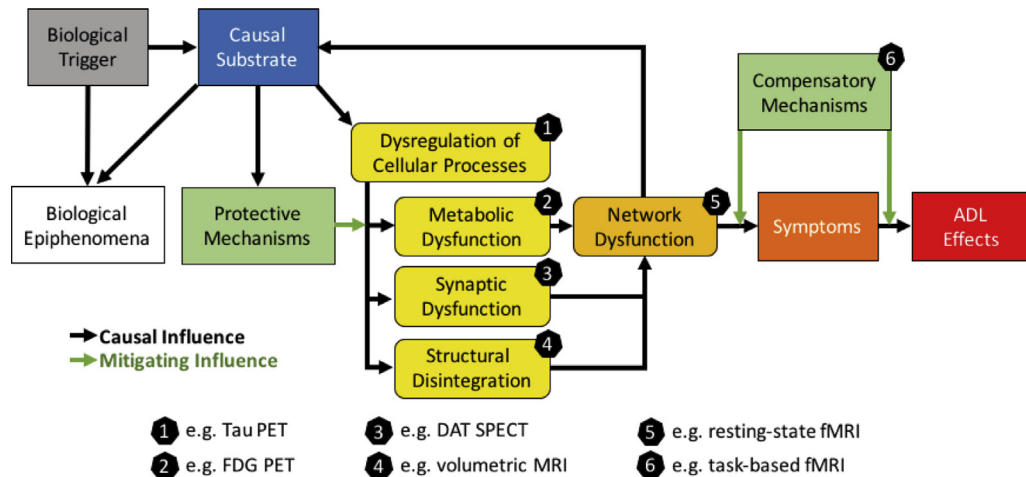 Biological
Trigger
Causal
Substrate
6
Compensatory
Mechanisms
1
Dysregulation of
Cellular Processes
Biological
Epiphenomena
Protective
Mechanisms
2
Metabolic
Dysfunction
5
Network
Dysfunction
Symptoms
ADL
Effects
3
Synaptic
Dysfunction
4
Structural
Disintegration
Causal Influence
Mitigating Influence
1 e.g. Tau PET
2 e.g. FDG PET
3 e.g. DAT SPECT
4 e.g. volumetric MRI
5 e.g. resting-state fMRI
6 e.g. task-based fMRI